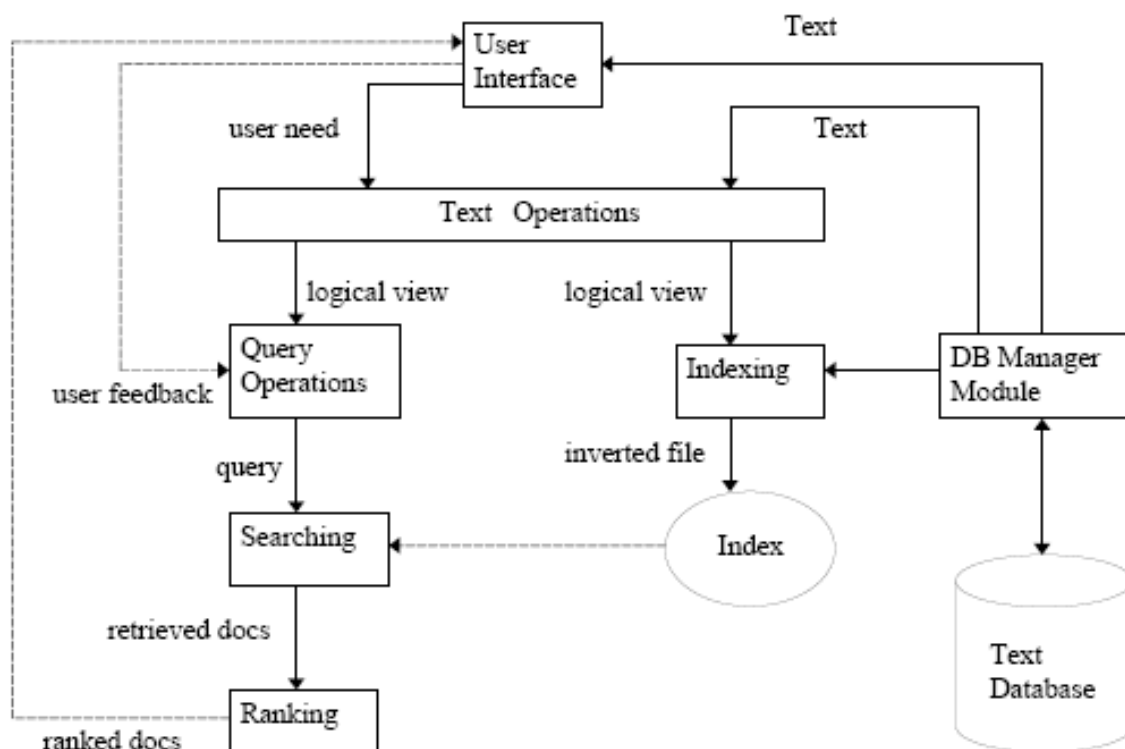 User
Interface
Text
user need
Text
Text Operations
logical view
logical view
Query
Operations
Indexing
DB Manager
Module
user feedback
query
inverted file
Searching
Index
retrieved docs
Text
Database
Ranking
ranked docs